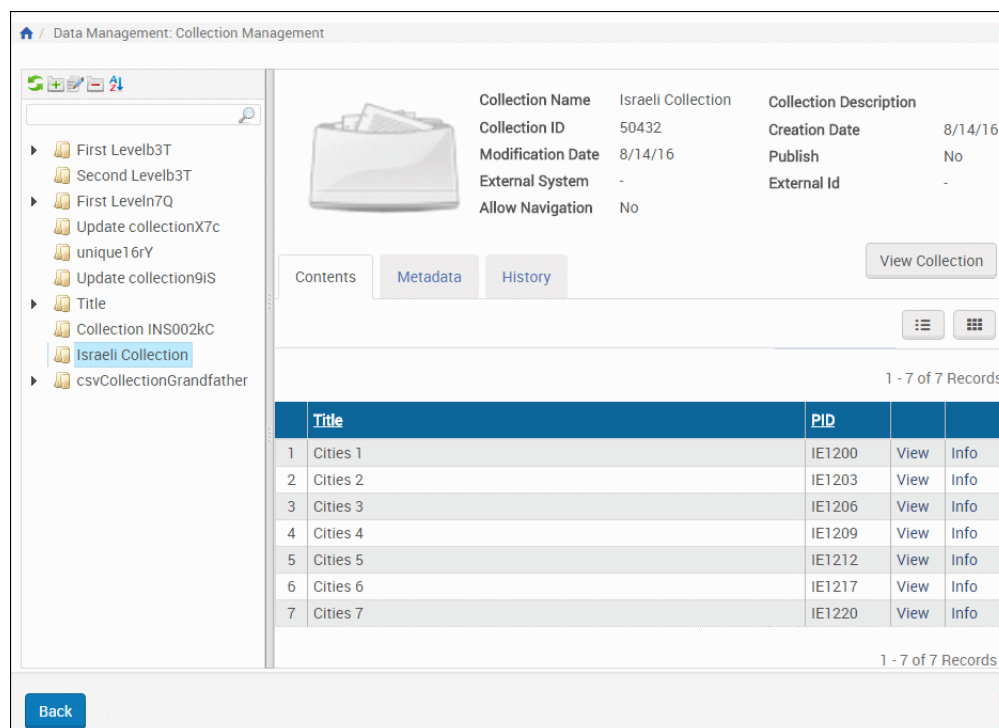 / Data Management: Collection Management
First Levelb3T
Second Levelb3T
First Leveln7Q
Update collectionX7c
unique16rY
Update collection9iS
Title
Collection INS002kC
Israeli Collection
csvCollectionGrandfather
Collection Name Israeli Collection
Collection ID 50432
Modification Date 8/14/16
External System -
Allow Navigation No
Collection Description
Creation Date 8/14/16
Publish No
External Id -
View Collection
Contents Metadata History
1 - 7 of 7 Records
Title PID
1 Cities 1 IE1200 View Info
2 Cities 2 IE1203 View Info
3 Cities 3 IE1206 View Info
4 Cities 4 IE1209 View Info
5 Cities 5 IE1212 View Info
6 Cities 6 IE1217 View Info
7 Cities 7 IE1220 View Info
1 - 7 of 7 Records
Back